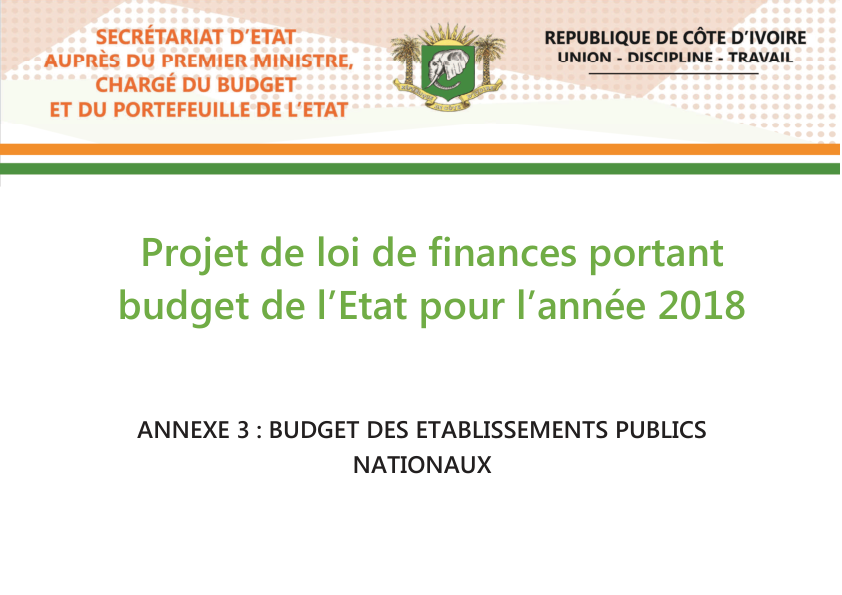 SECRÉTARIAT D'ETAT
AUPRÈS DU PREMIER MINISTRE,
CHARGÉ DU BUDGET
ET DU PORTEFEUILLE DE L'ETAT
REPUBLIQUE DE CÔTE D'IVOIRE
UNION - DISCIPLINE - TRAVAIL
Projet de loi de finances portant
budget de l'Etat pour l'année 2018
ANNEXE 3 : BUDGET DES ETABLISSEMENTS PUBLICS
NATIONAUX